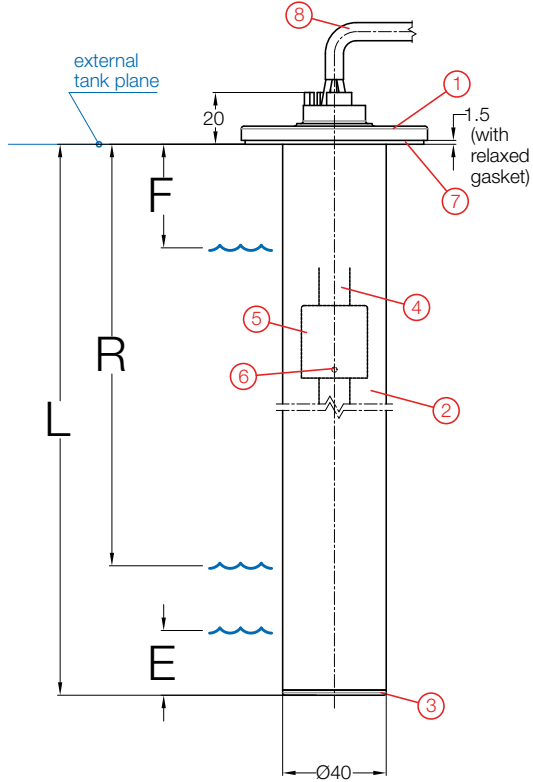 8
external
tank plane
1
20
1.5
(with
relaxed
gasket)
7
F
4
5
R
6
2
L
E
3
Ø40